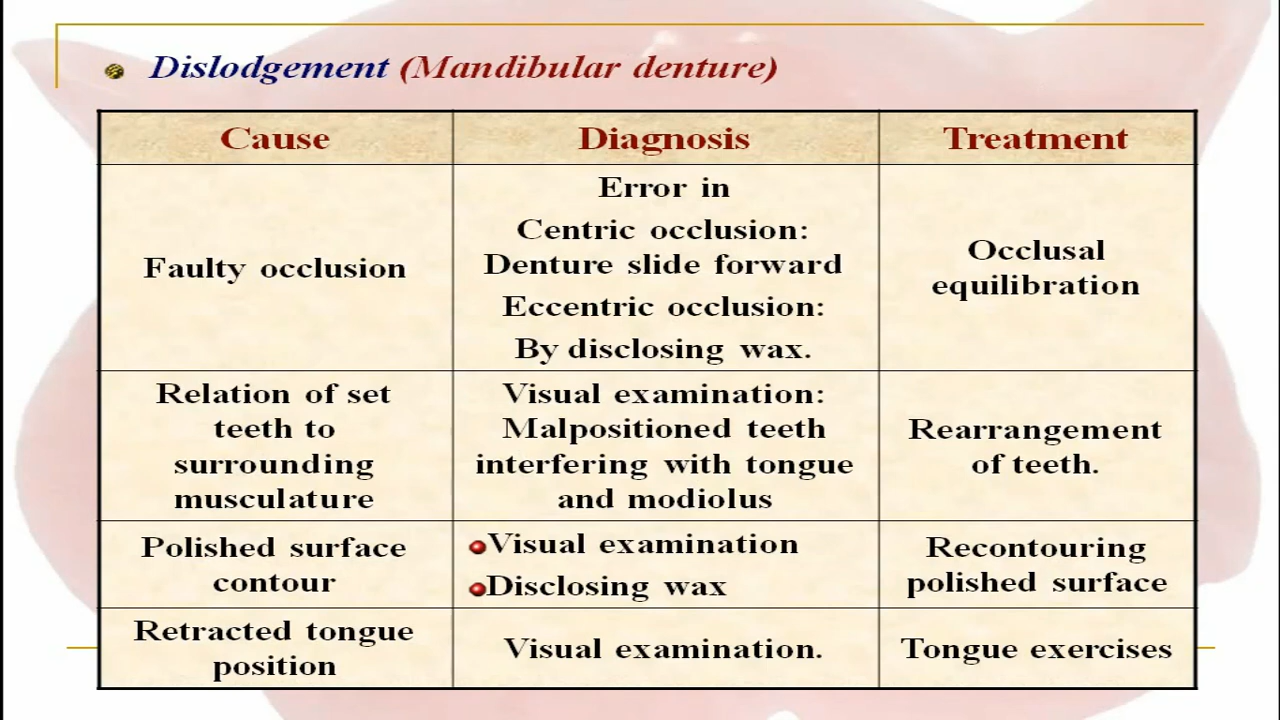 Dislodgement (Mandibular denture)
Cause
Diagnosis
Treatment
Faulty occlusion
Error in
Centric occlusion:
Denture slide forward
Eccentric occlusion:
By disclosing wax.
Occlusal
equilibration
Relation of set
teeth to
surrounding
musculature
Visual examination:
Malpositioned teeth
interfering with tongue
and modiolus
Rearrangement
of teeth.
Polished surface
contour
Visual examination
Disclosing wax
Recontouring
polished surface
Retracted tongue
position
Visual examination.
Tongue exercises